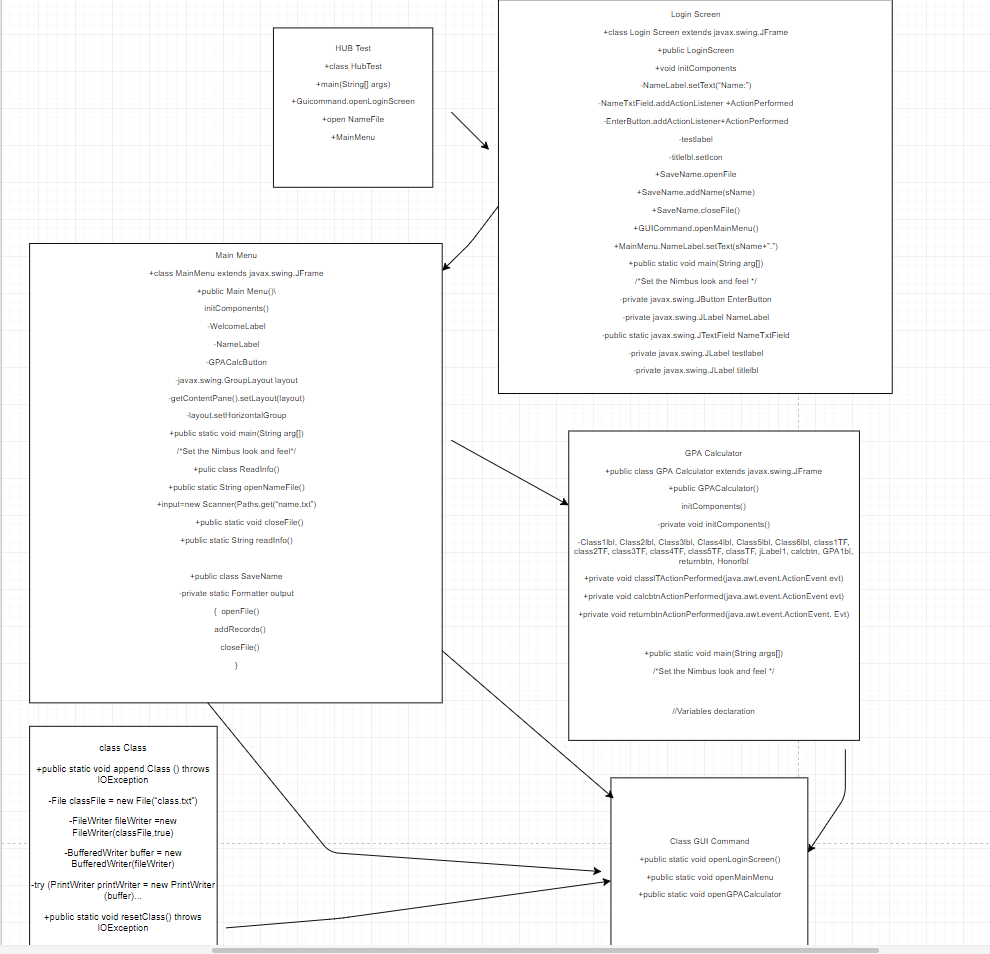 HUB Test
+class HubTest
+main(String[] args)
+Guicommand.openLoginScreen
+open NameFile
+MainMenu
Login Screen
+class Login Screen extends javax.swing.JFrame
+public LoginScreen
+void initComponents
-NameLabel.setText("Name:")
-NameTxtField.addActionListener +ActionPerformed
-EnterButton.addActionListener+ActionPerformed
-testlabel
-titlelbl.setIcon
+SaveName.openFile
+SaveName.addName(sName)
+SaveName.closeFile()
+GUICommand.openMainMenu()
+MainMenu.NameLabel.setText(sName+".")
+public static void main(String arg[])
/*Set the Nimbus look and feel */
-private javax.swing.JButton EnterButton
-private javax.swing.JLabel NameLabel
-public static javax.swing.JTextField NameTxtField
-private javax.swing.JLabel testlabel
-private javax.swing.JLabel titlelbl
Main Menu
+class MainMenu extends javax.swing.JFrame
+public Main Menu()\
initComponents()
-WelcomeLabel
-NameLabel
-GPACalcButton
-javax.swing.GroupLayout layout
-getContentPane().setLayout(layout)
-layout.setHorizontalGroup
+public static void main(String arg[])
/*Set the Nimbus look and feel*/
+pulic class ReadInfo()
+public static String openNameFile()
+input=new Scanner(Paths.get("name.txt")
+public static void closeFile()
+public static String readInfo()
+public class SaveName
-private static Formatter output
{ openFile()
addRecords()
closeFile()
}
GPA Calculator
+public class GPA Calculator extends javax.swing.JFrame
+public GPACalculator()
initComponents()
-private void initComponents()
-Class1lbl, Class2lbl, Class3lbl, Class4lbl, Class5lbl, Class6lbl, class1TF,
class2TF, class3TF, class4TF, class5TF, classTF, jLabel1, calcbtn, GPA1bl,
returnbtn, Honorlbl
+private void classITActionPerformed(java.awt.event.ActionEvent evt)
+private void calcbtnActionPerformed(java.awt.event.ActionEvent evt)
+private void returnbtnActionPerformed(java.awt.event.ActionEvent. Evt)
+public static void main(String args[])
/*Set the Nimbus look and feel */
//Variables declaration
class Class
+public static void append Class () throws
IOException
-File classFile = new File("class.txt")
-FileWriter fileWriter =new
FileWriter(classFile,true)
-BufferedWriter buffer = new
BufferedWriter(fileWriter)
-try (PrintWriter printWriter = new PrintWriter
(buffer)...
+public static void resetClass() throws
IOException
Class GUI Command
+public static void openLoginScreen()
+public static void openMainMenu
+public static void openGPACalculator